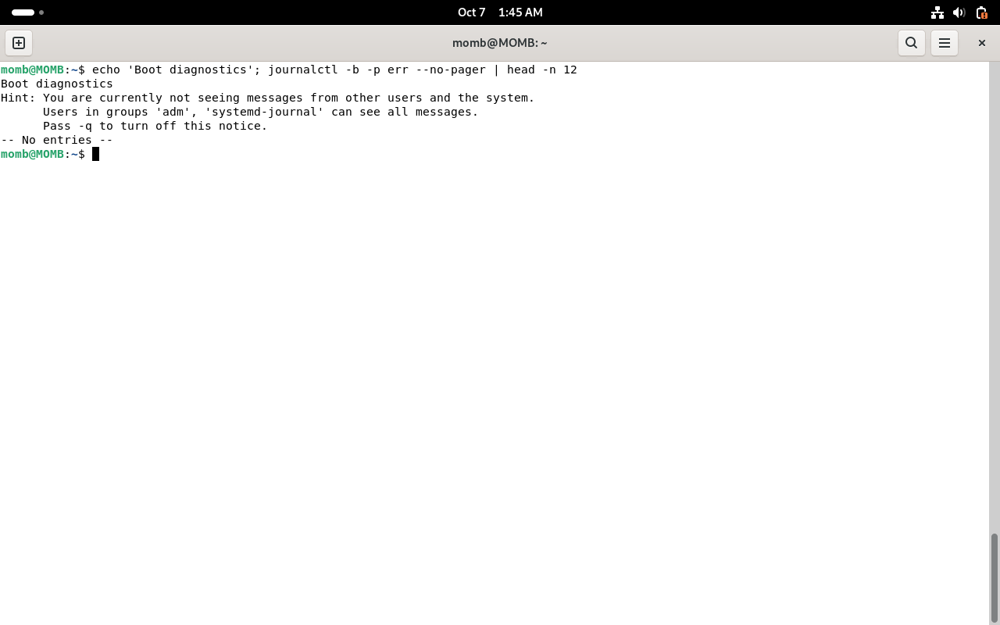 Oct 7 1:45 AM
momb@MOMB: ~
momb@MOMB:~$ echo 'Boot diagnostics'; journalctl -b -p err --no-pager | head -n 12
Boot diagnostics
Hint: You are currently not seeing messages from other users and the system.
      Users in groups 'adm', 'systemd-journal' can see all messages.
      Pass -q to turn off this notice.
-- No entries --
momb@MOMB:~$